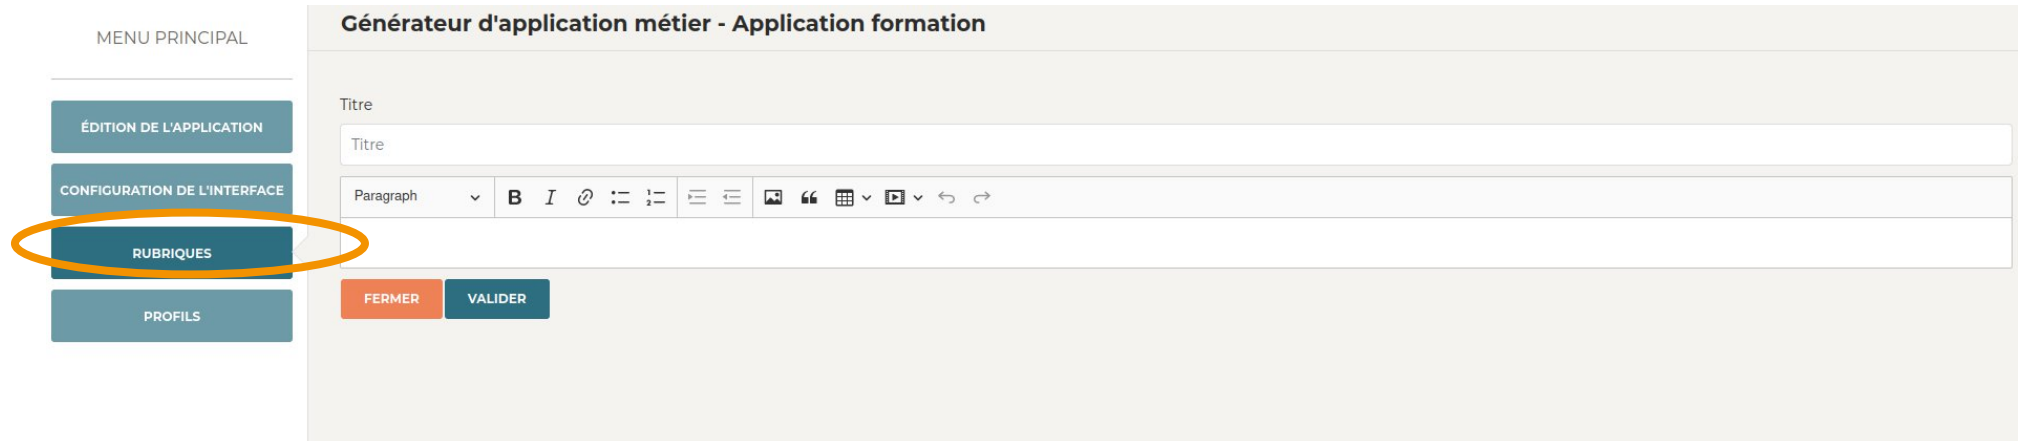 Générateur d'application métier - Application formation
MENU PRINCIPAL
ÉDITION DE L'APPLICATION
CONFIGURATION DE L'INTERFACE
RUBRIQUES
PROFILS
Titre
Titre
Paragraph
FERMER VALIDER